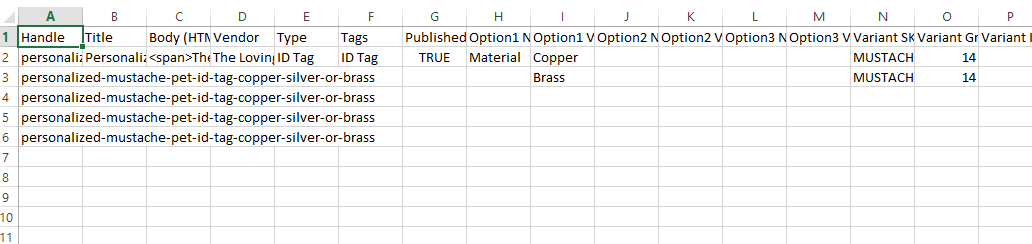 A B C D E F G H I J K L M N O P
1 Handle Title Body (HTM Vendor Type Tags Published Option1 N Option1 V Option2 N Option2 V Option3 N Option3 V Variant SK Variant Gr Variant I
2 personaliz Personaliz <span>The The Loving ID Tag ID Tag TRUE Material Copper MUSTACH 14
3 personalized-mustache-pet-id-tag-copper-silver-or-brass Brass MUSTACH 14
4 personalized-mustache-pet-id-tag-copper-silver-or-brass
5 personalized-mustache-pet-id-tag-copper-silver-or-brass
6 personalized-mustache-pet-id-tag-copper-silver-or-brass
7
8
9
10
11